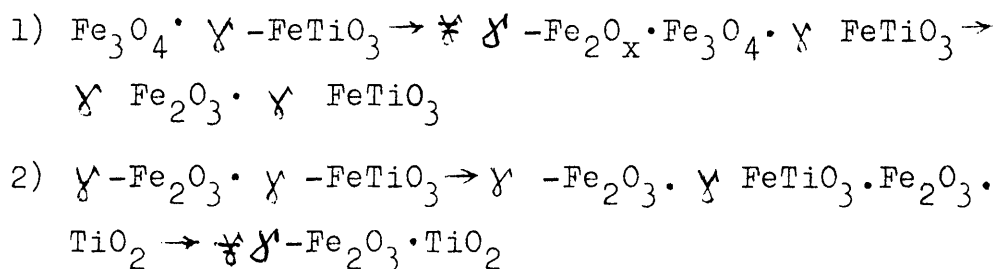 1) Fe₃O₄· γ -FeTiO₃→ γ -Fe₂Oₓ·Fe₃O₄· γ FeTiO₃→
γ Fe₂O₃· γ FeTiO₃
2) γ-Fe₂O₃· γ -FeTiO₃→ γ -Fe₂O₃. γ FeTiO₃.Fe₂O₃.
TiO₂ → γ-Fe₂O₃·TiO₂